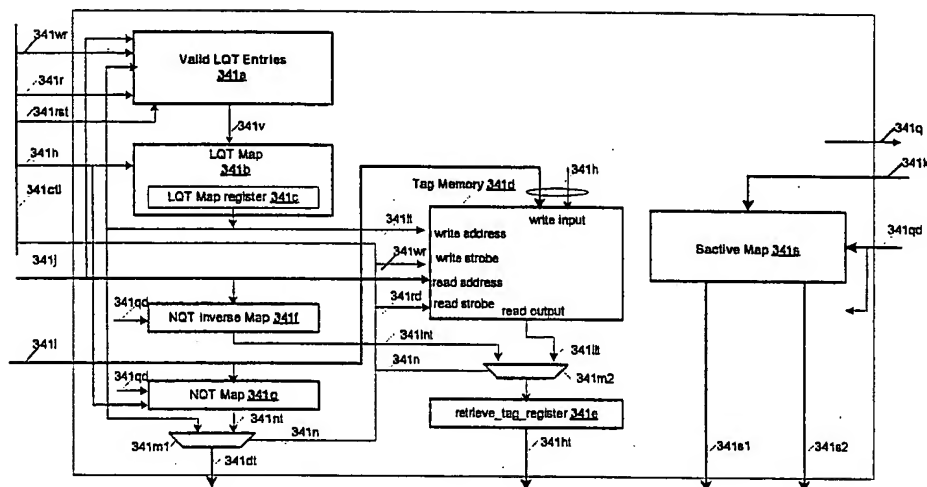 341wr
Valid LQT Entries
341a
341r
341rst
341v
341q
341h
LQT Map
341b
341h
341k
341ctl
Tag Memory 341d
LQT Map register 341c
write input
341lt
write address
Sactive Map 341s
341qd
341wr
write strobe
341j
read address
341rd
read strobe
341qd
NQT Inverse Map 341f
read output
341int
341i
341n
341ltt
341qd
341m2
NQT Map 341g
retrieve_tag_register 341e
341nt
341n
341m1
341dt
341ht
341s1
341s2